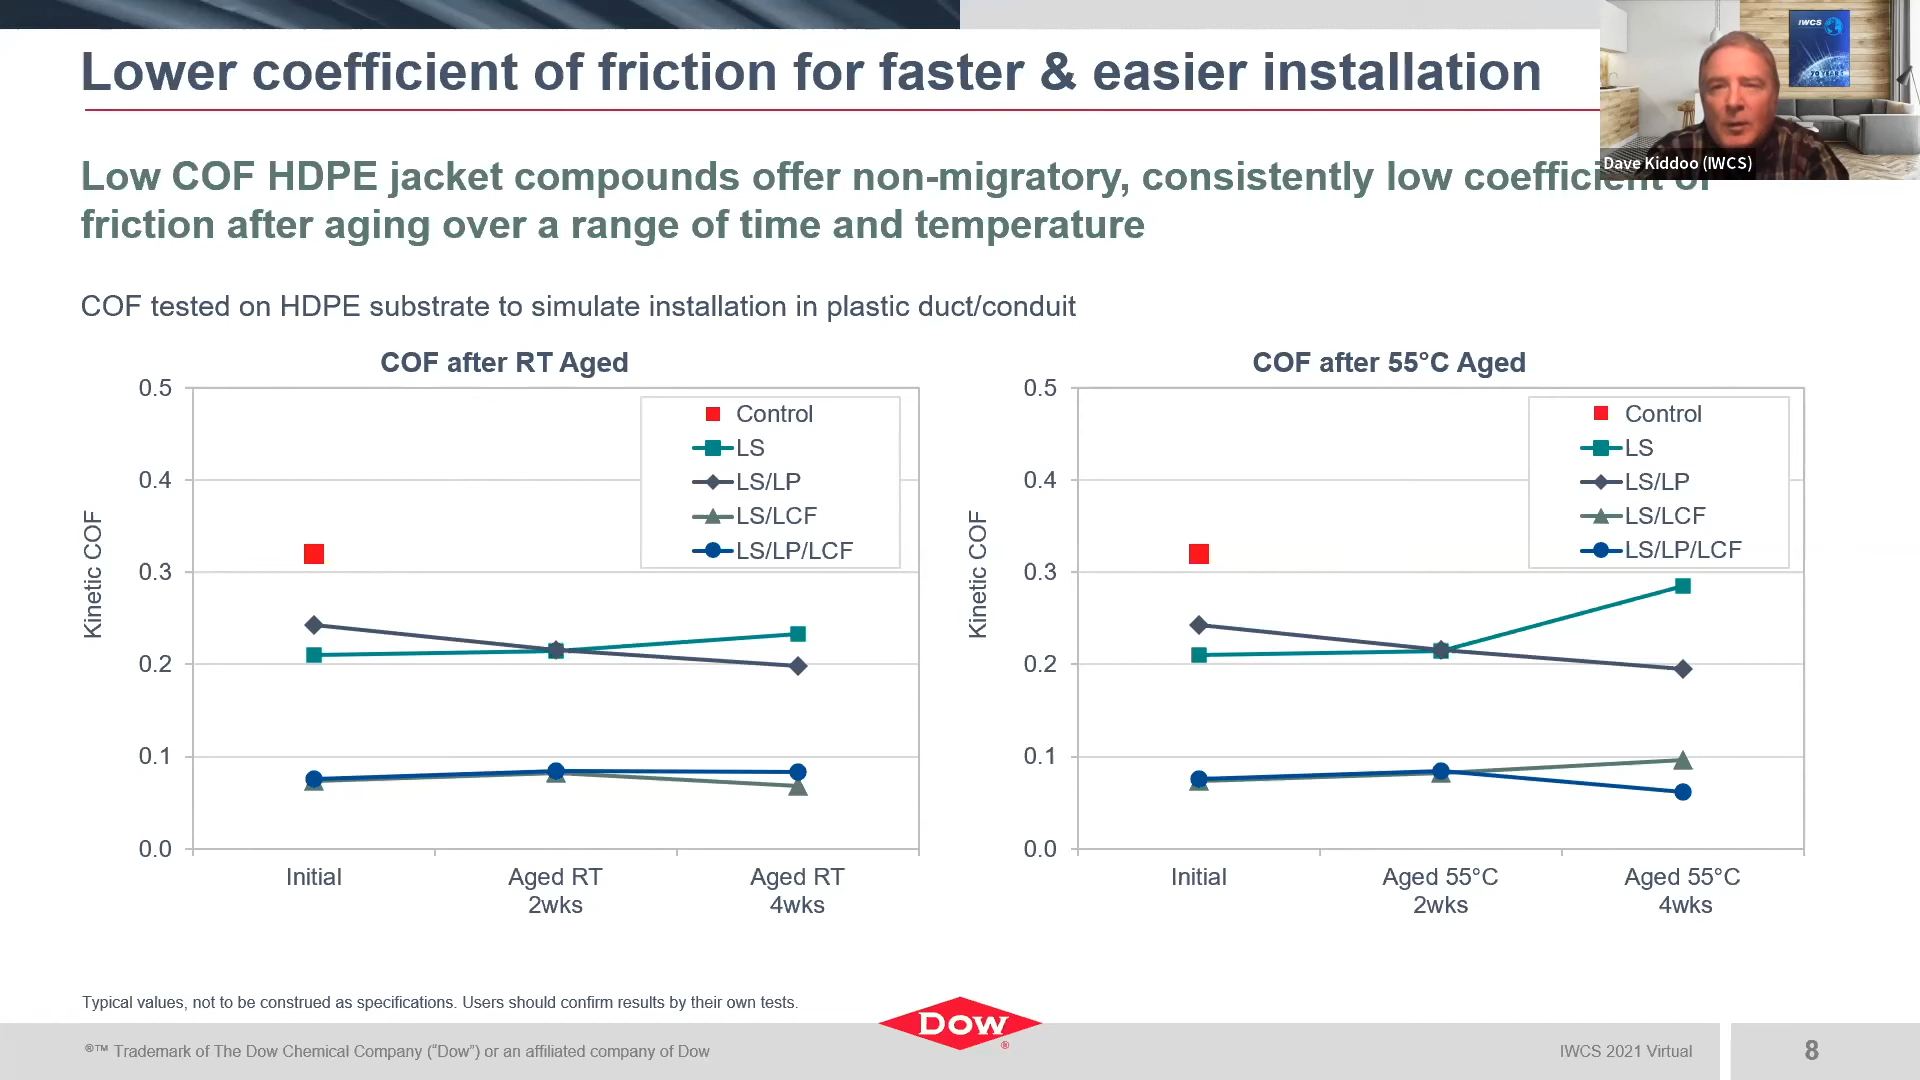 Lower coefficient of friction for faster & easier installation
IWCS
70 YEARS
Dave Kiddoo (IWCS)
Low COF HDPE jacket compounds offer non-migratory, consistently low coefficient of
friction after aging over a range of time and temperature
COF tested on HDPE substrate to simulate installation in plastic duct/conduit
COF after RT Aged
0.5
0.4
0.3
0.2
0.1
0.0
Kinetic COF
Control
LS
LS/LP
LS/LCF
LS/LP/LCF
Initial
Aged RT
2wks
Aged RT
4wks
COF after 55°C Aged
0.5
0.4
0.3
0.2
0.1
0.0
Kinetic COF
Control
LS
LS/LP
LS/LCF
LS/LP/LCF
Initial
Aged 55°C
2wks
Aged 55°C
4wks
Typical values, not to be construed as specifications. Users should confirm results by their own tests.
Dow®
®™ Trademark of The Dow Chemical Company (“Dow”) or an affiliated company of Dow
IWCS 2021 Virtual
8